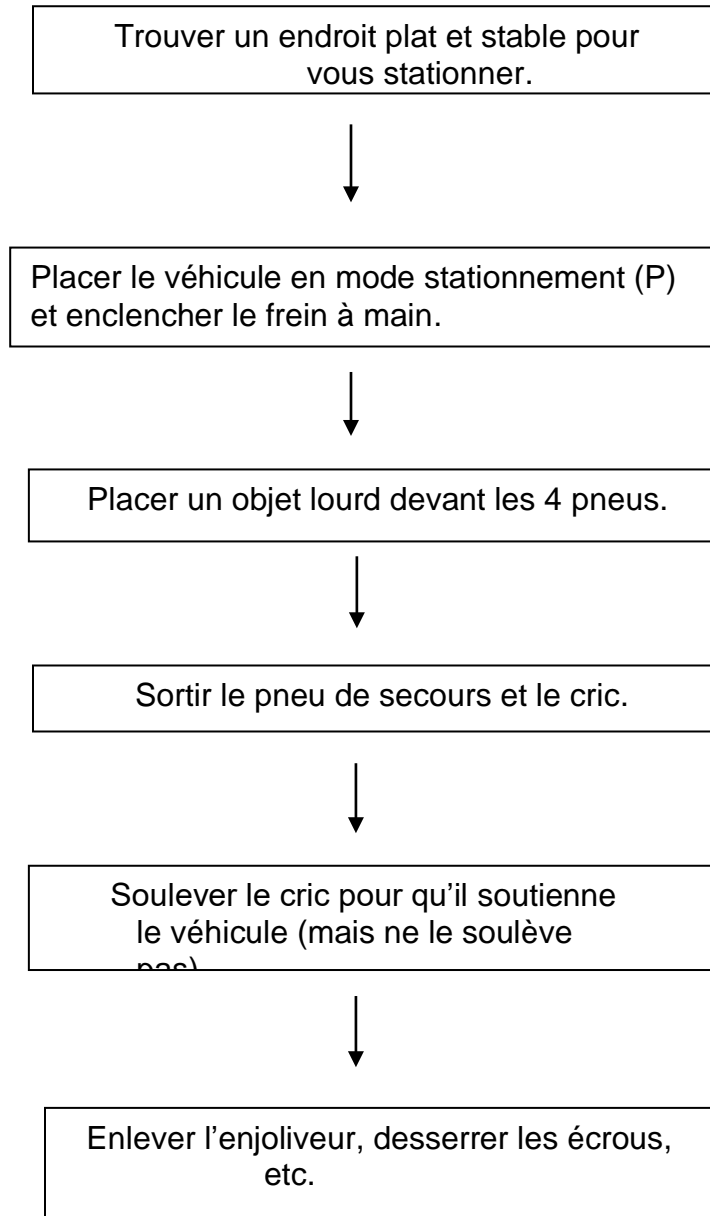 Trouver un endroit plat et stable pour
vous stationner.
Placer le véhicule en mode stationnement (P)
et enclencher le frein à main.
Placer un objet lourd devant les 4 pneus.
Sortir le pneu de secours et le cric.
Soulever le cric pour qu’il soutienne
le véhicule (mais ne le soulève
pas)
Enlever l’enjoliveur, desserrer les écrous,
etc.